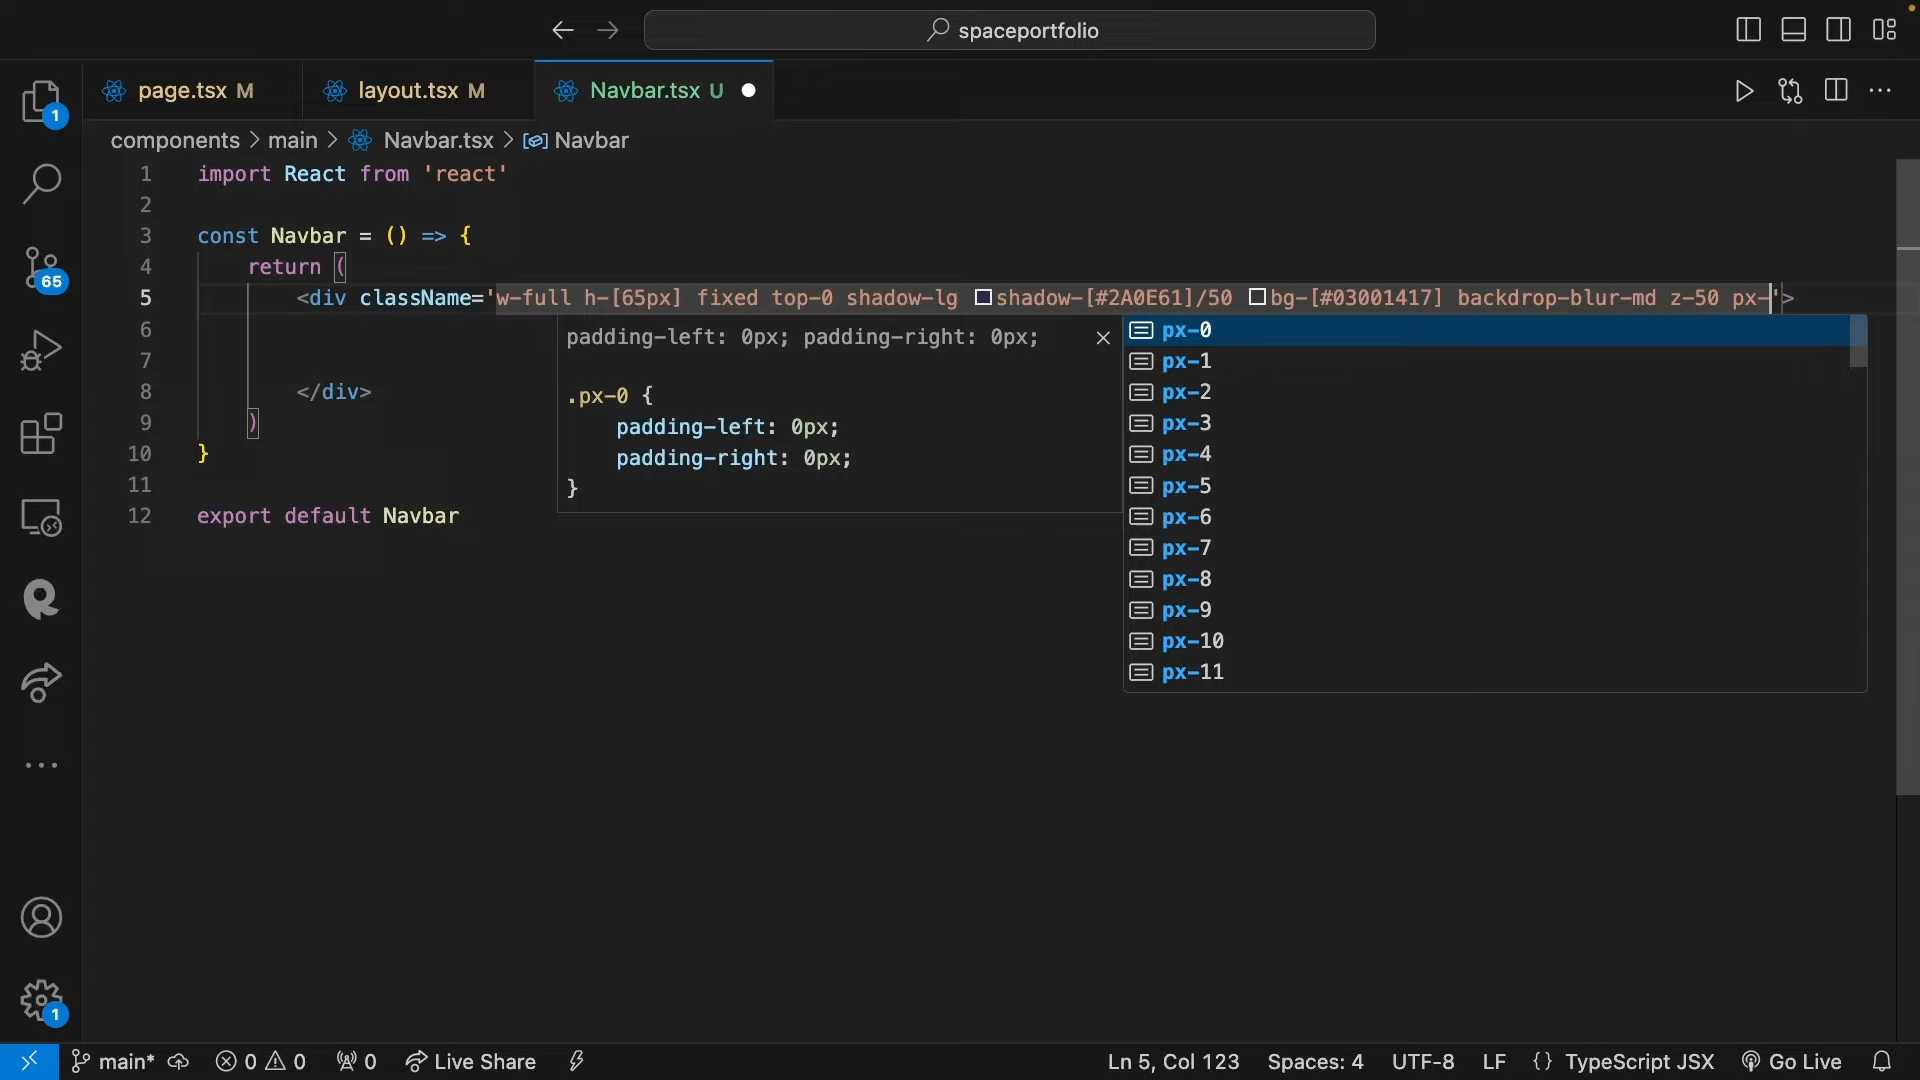 spaceportfolio
page.tsx M
layout.tsx M
Navbar.tsx U
components > main > Navbar.tsx > Navbar
1 import React from 'react'
2
3 const Navbar = () => {
4 return (
5 <div className='w-full h-[65px] fixed top-0 shadow-lg shadow-[#2A0E61]/50 bg-[#03001417] backdrop-blur-md z-50 px-'>
6
7
8 </div>
9 )
10 }
11
12 export default Navbar
padding-left: 0px; padding-right: 0px;
.px-0 {
padding-left: 0px;
padding-right: 0px;
}
px-0
px-1
px-2
px-3
px-4
px-5
px-6
px-7
px-8
px-9
px-10
px-11
1
65
1
main* 0 0 0 Live Share Ln 5, Col 123 Spaces: 4 UTF-8 LF {} TypeScript JSX Go Live